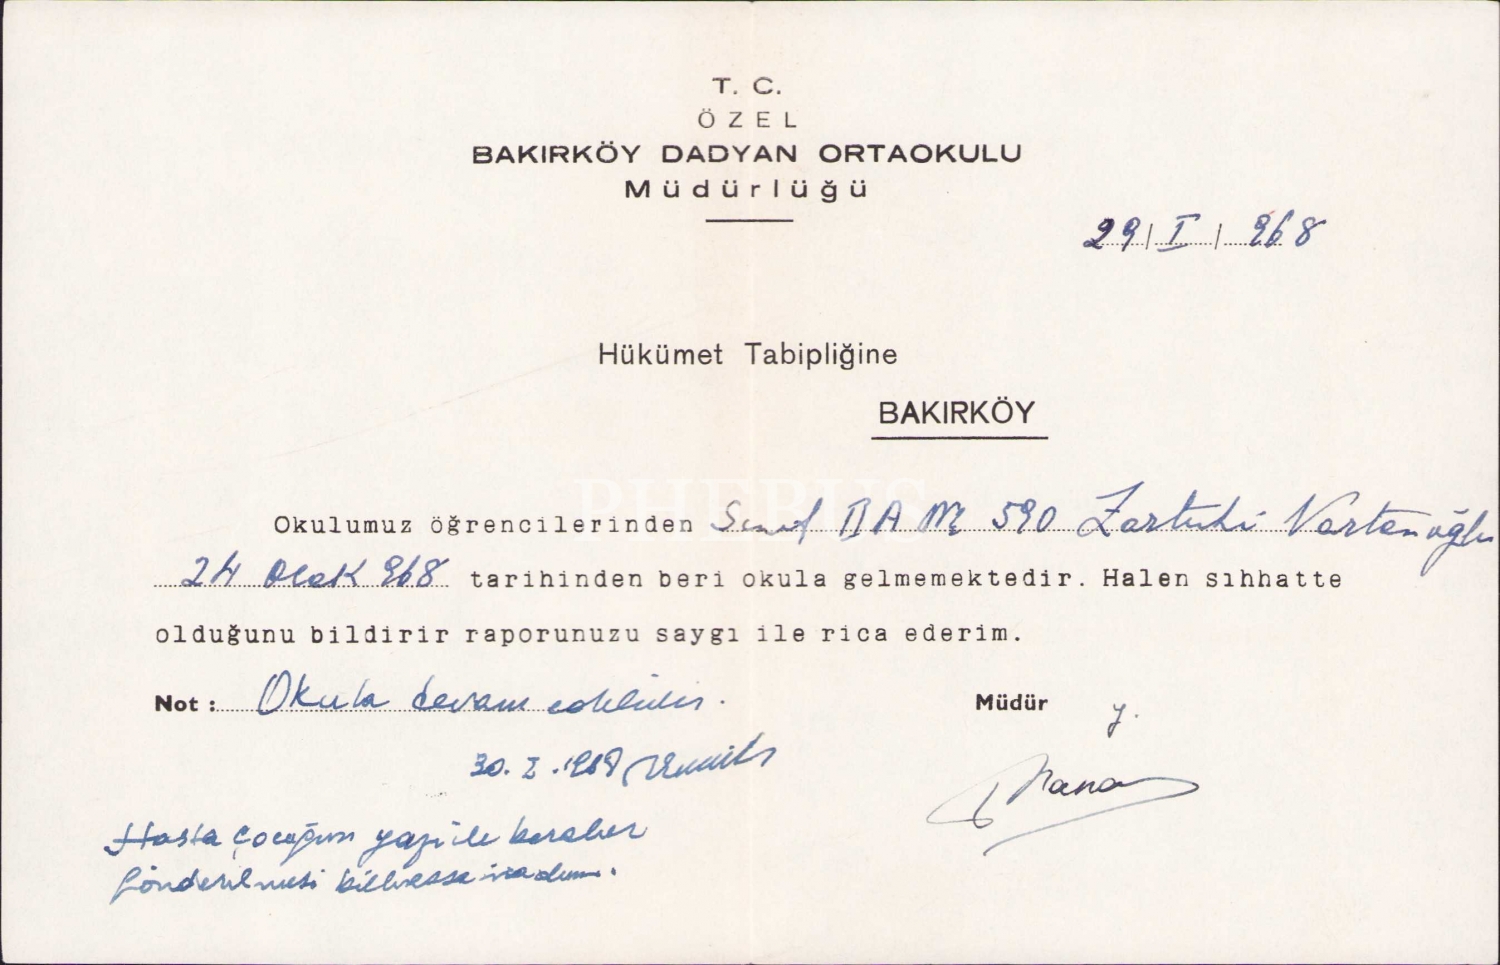 T. C.
ÖZEL
BAKIRKÖY DADYAN ORTAOKULU
Müdürlüğü
29 / I / 968
Hükümet Tabipliğine
BAKIRKÖY
PHEBUS
Okulumuz öğrencilerinden Sınıf II A No 590 Zartuhi Vartanoğlu
24 Ocak 968 tarihinden beri okula gelmemektedir. Halen sıhhatte
olduğunu bildirir raporunuzu saygı ile rica ederim.
Not : Okula devam edebilir.
Müdür y.
30. I. 1968
Hasta çocuğun yazı ile beraber
gönderilmesi bilhassa ricadır.